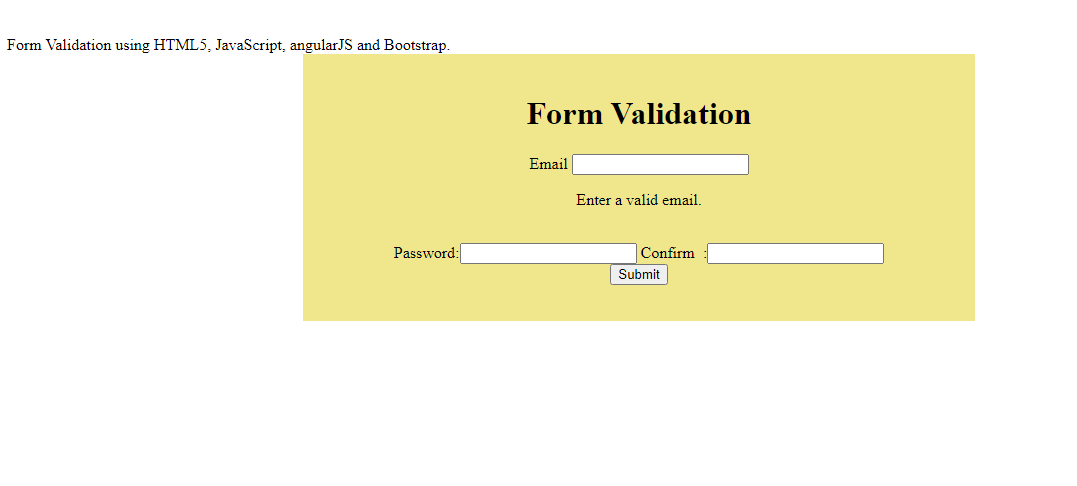 Form Validation using HTML5, JavaScript, angularJS and Bootstrap.
Form Validation
Email
Enter a valid email.
Password: Confirm :
Submit